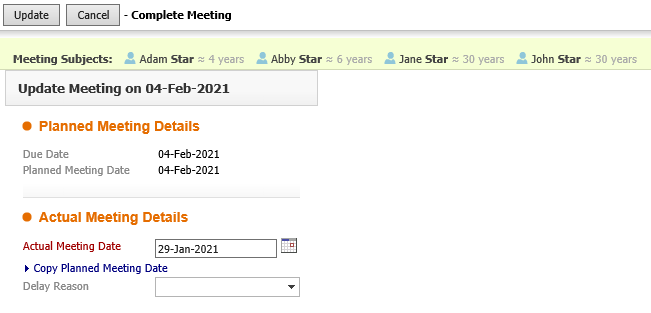 Update Cancel - Complete Meeting
Meeting Subjects: Adam Star ≈ 4 years Abby Star ≈ 6 years Jane Star ≈ 30 years John Star ≈ 30 years
Update Meeting on 04-Feb-2021
Planned Meeting Details
Due Date 04-Feb-2021
Planned Meeting Date 04-Feb-2021
Actual Meeting Details
Actual Meeting Date 29-Jan-2021
Copy Planned Meeting Date
Delay Reason